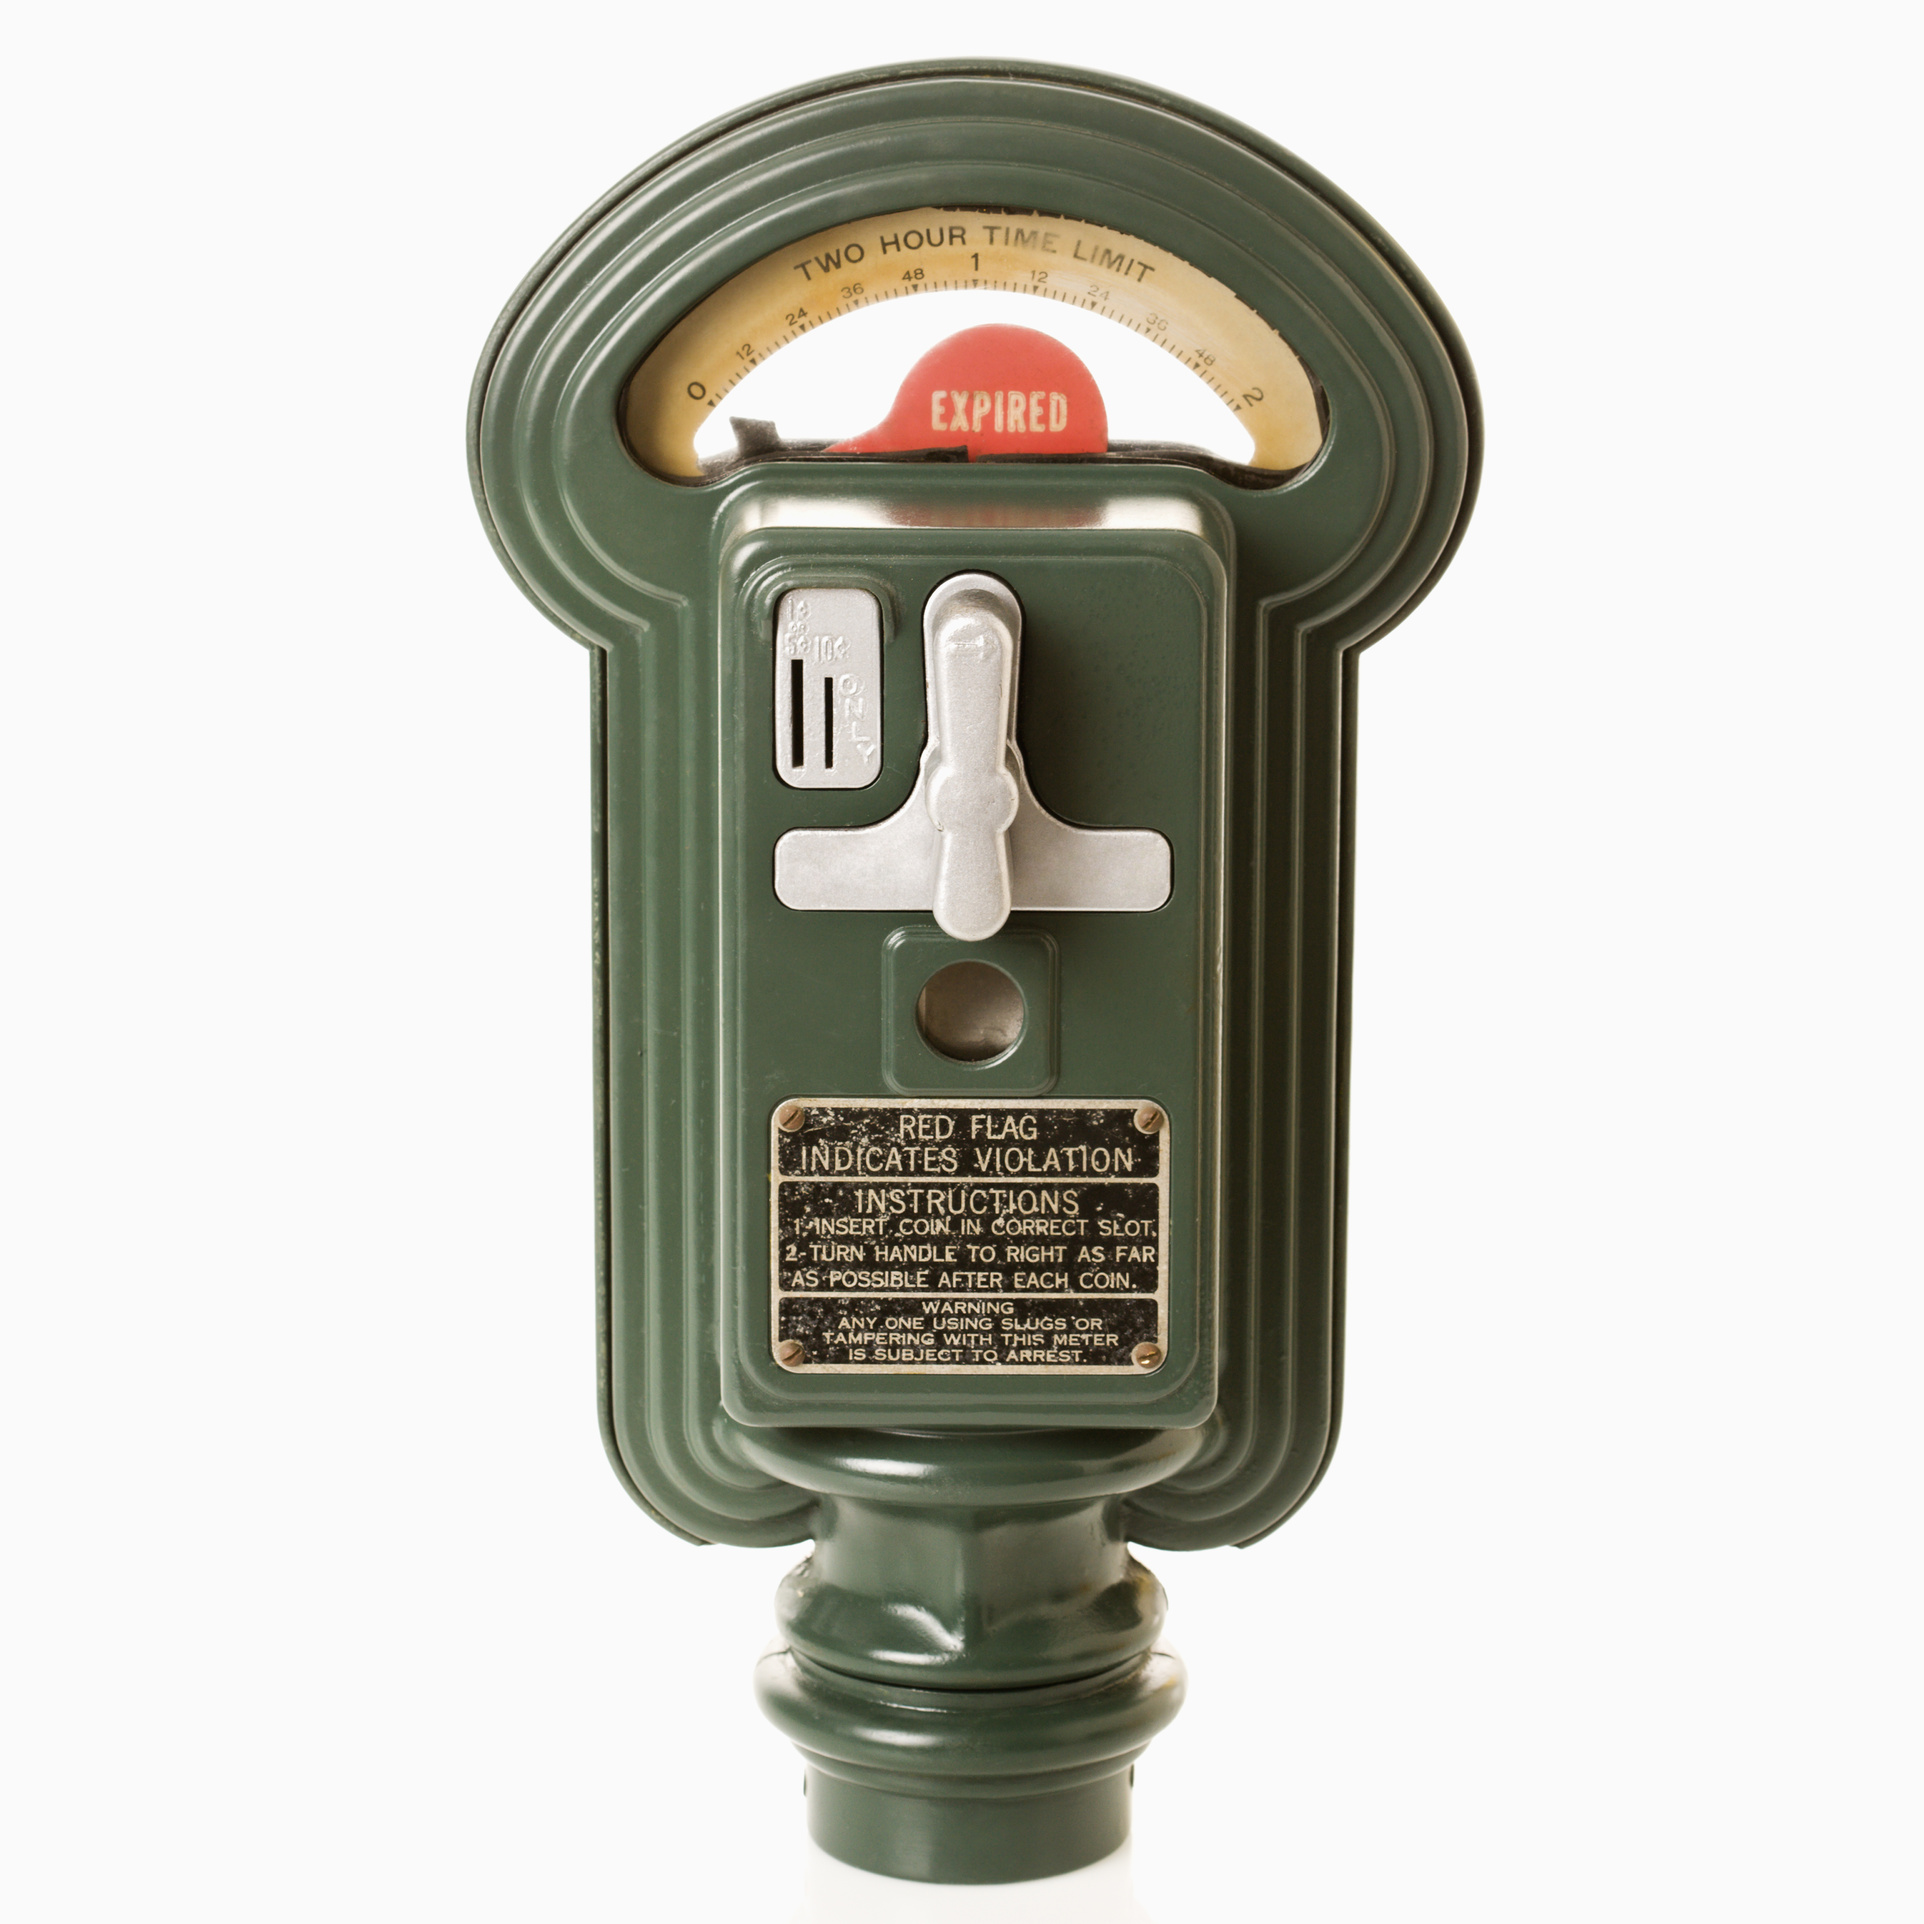 TWO HOUR TIME LIMIT
0 12 24 36 48 1 12 24 36 48 2
EXPIRED
1¢
OR
5¢ 10¢
ONLY
RED FLAG
INDICATES VIOLATION
INSTRUCTIONS
1-INSERT COIN IN CORRECT SLOT.
2-TURN HANDLE TO RIGHT AS FAR
AS POSSIBLE AFTER EACH COIN.
WARNING
ANY ONE USING SLUGS OR
TAMPERING WITH THIS METER
IS SUBJECT TO ARREST.